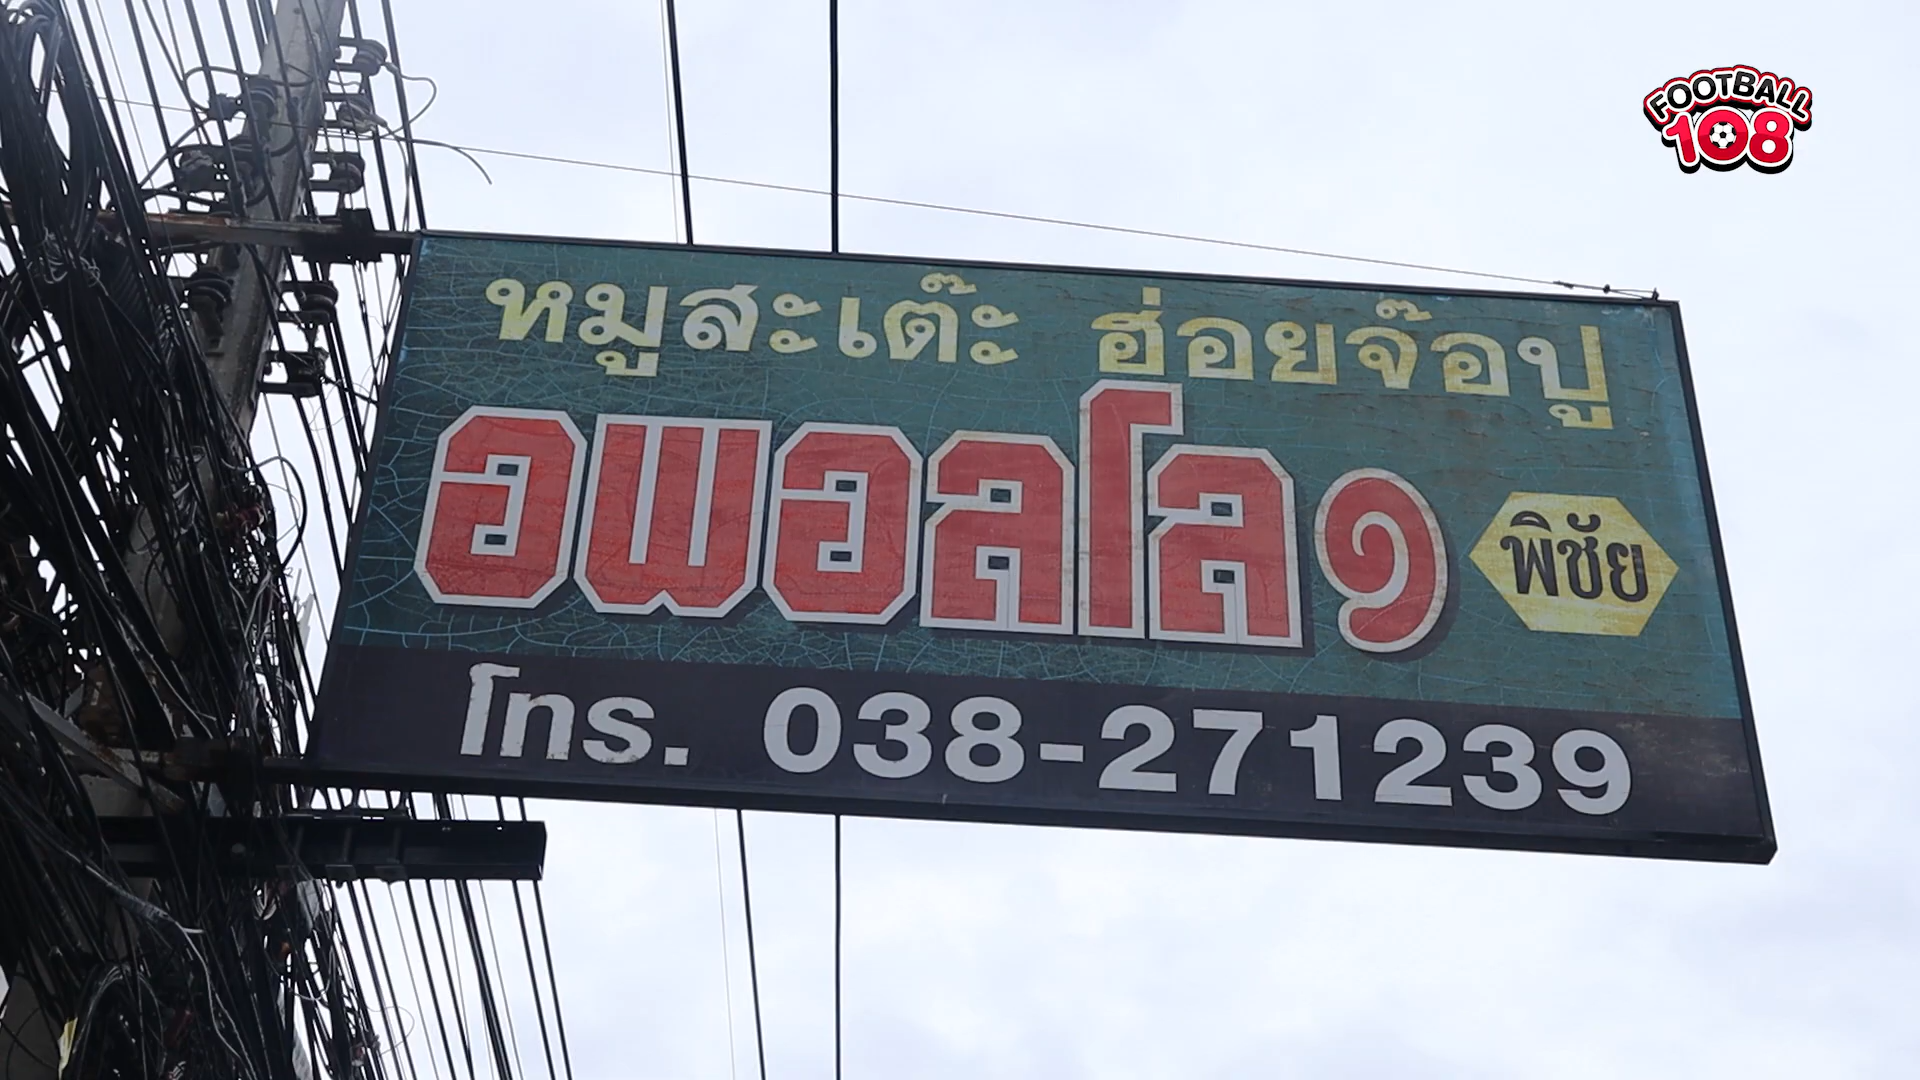 FOOTBALL
108
หมูสะเต๊ะ ฮ่อยจ๊อปู
อพอลโล ๑
พิชัย
โทร. 038-271239